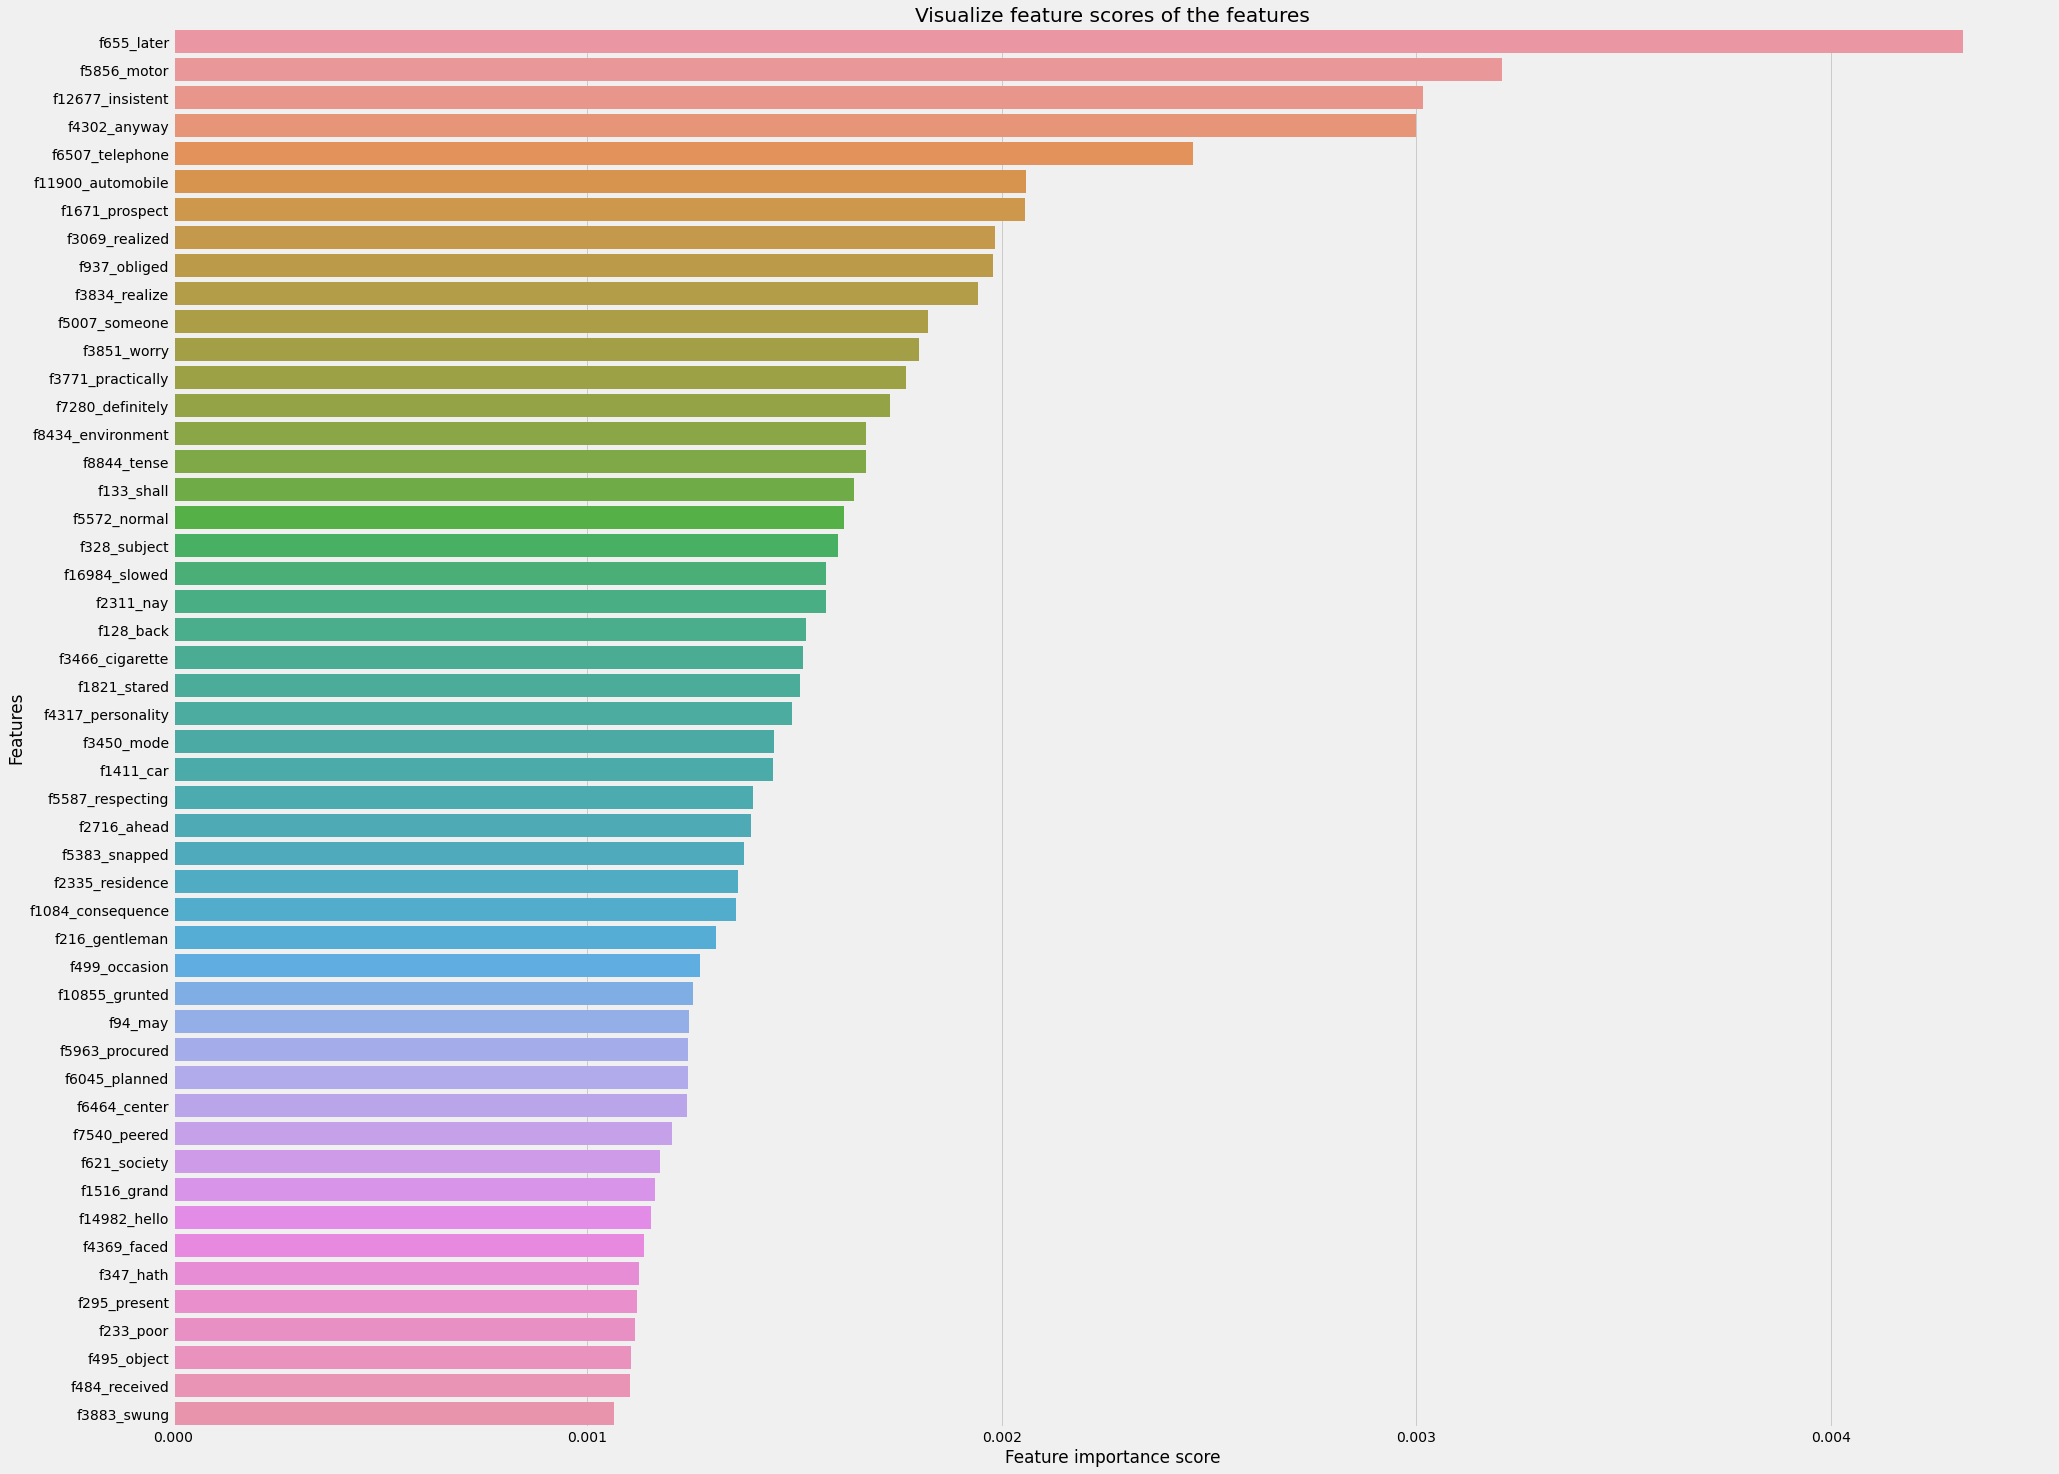 Visualize feature scores of the features
f655_later
f5856_motor
f12677_insistent
f4302_anyway
f6507_telephone
f11900_automobile
f1671_prospect
f3069_realized
f937_obliged
f3834_realize
f5007_someone
f3851_worry
f3771_practically
f7280_definitely
f8434_environment
f8844_tense
f133_shall
f5572_normal
f328_subject
f16984_slowed
f2311_nay
f128_back
f3466_cigarette
f1821_stared
f4317_personality
f3450_mode
f1411_car
f5587_respecting
f2716_ahead
f5383_snapped
f2335_residence
f1084_consequence
f216_gentleman
f499_occasion
f10855_grunted
f94_may
f5963_procured
f6045_planned
f6464_center
f7540_peered
f621_society
f1516_grand
f14982_hello
f4369_faced
f347_hath
f295_present
f233_poor
f495_object
f484_received
f3883_swung
Features
0.000 0.001 0.002 0.003 0.004
Feature importance score